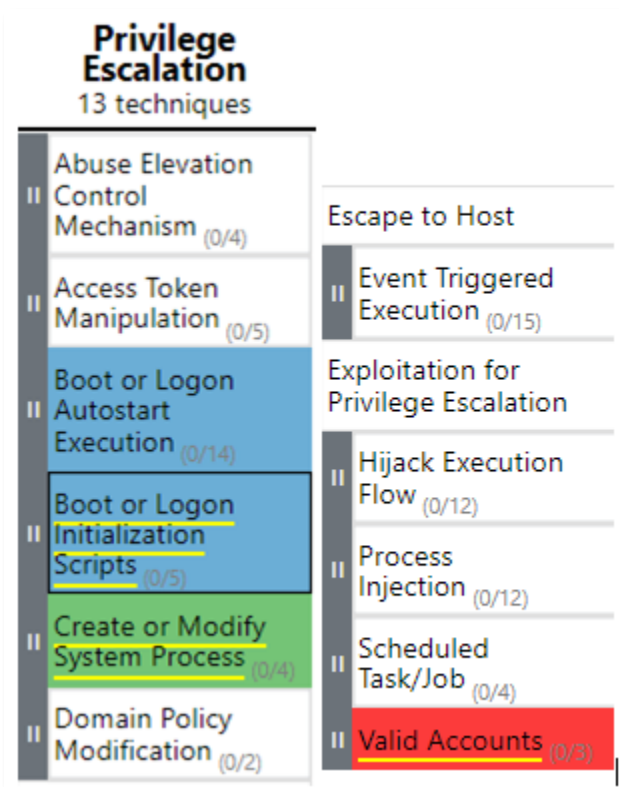 Privilege
Escalation
13 techniques
Abuse Elevation
Control
Mechanism (0/4)
Access Token
Manipulation (0/5)
Boot or Logon
Autostart
Execution (0/14)
Boot or Logon
Initialization
Scripts (0/5)
Create or Modify
System Process (0/4)
Domain Policy
Modification (0/2)
Escape to Host
Event Triggered
Execution (0/15)
Exploitation for
Privilege Escalation
Hijack Execution
Flow (0/12)
Process
Injection (0/12)
Scheduled
Task/Job (0/4)
Valid Accounts (0/3)